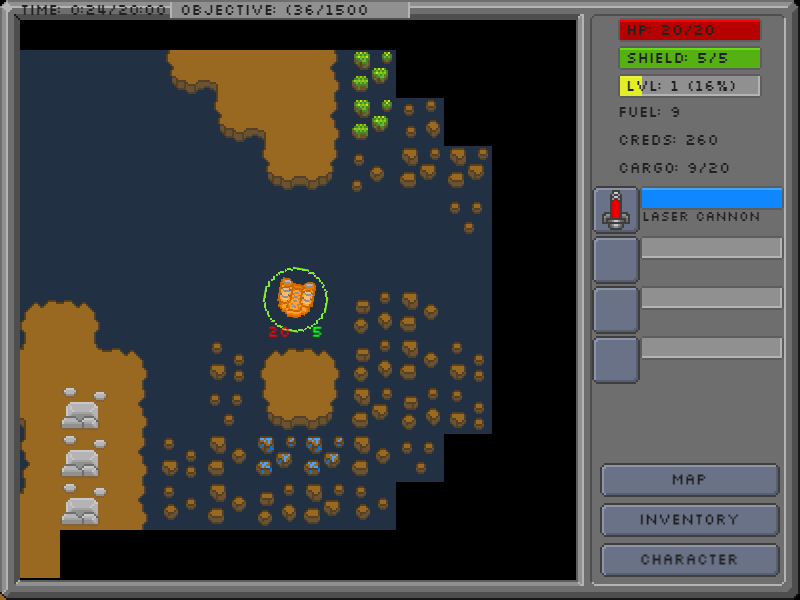 TIME: 0:24/20:00 OBJECTIVE: (36/1500
HP: 20/20
SHIELD: 5/5
LVL: 1 (16%)
FUEL: 9
CREDS: 260
CARGO: 9/20
LASER CANNON
20 5
MAP
INVENTORY
CHARACTER